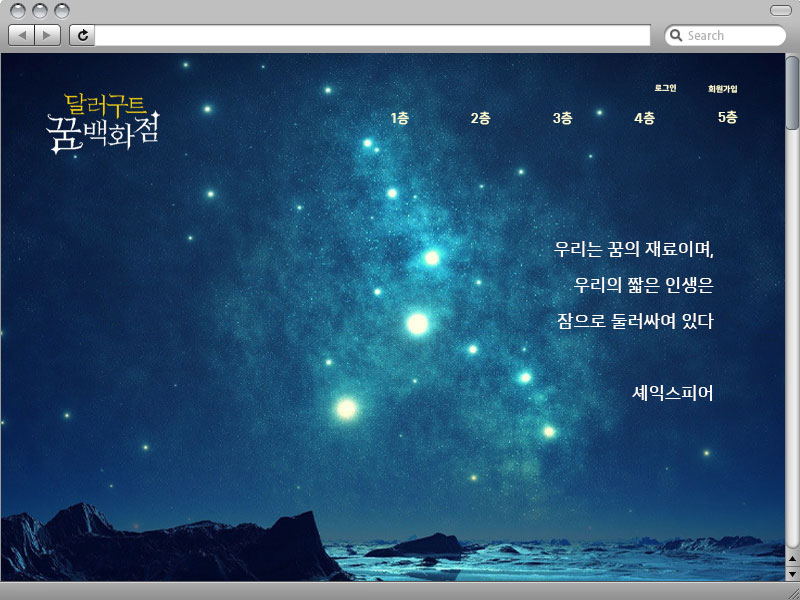 Search
로그인 회원가입
달러구트
꿈백화점
1층 2층 3층 4층 5층
우리는 꿈의 재료이며,
우리의 짧은 인생은
잠으로 둘러싸여 있다
셰익스피어